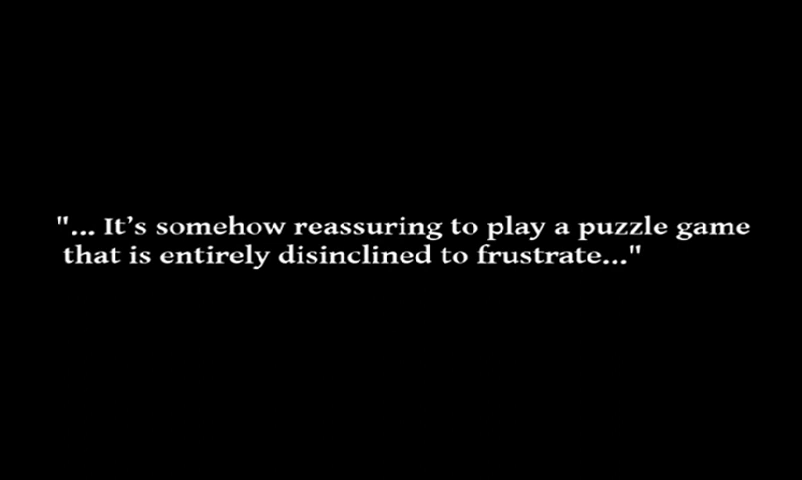 "... It's somehow reassuring to play a puzzle game
that is entirely disinclined to frustrate..."